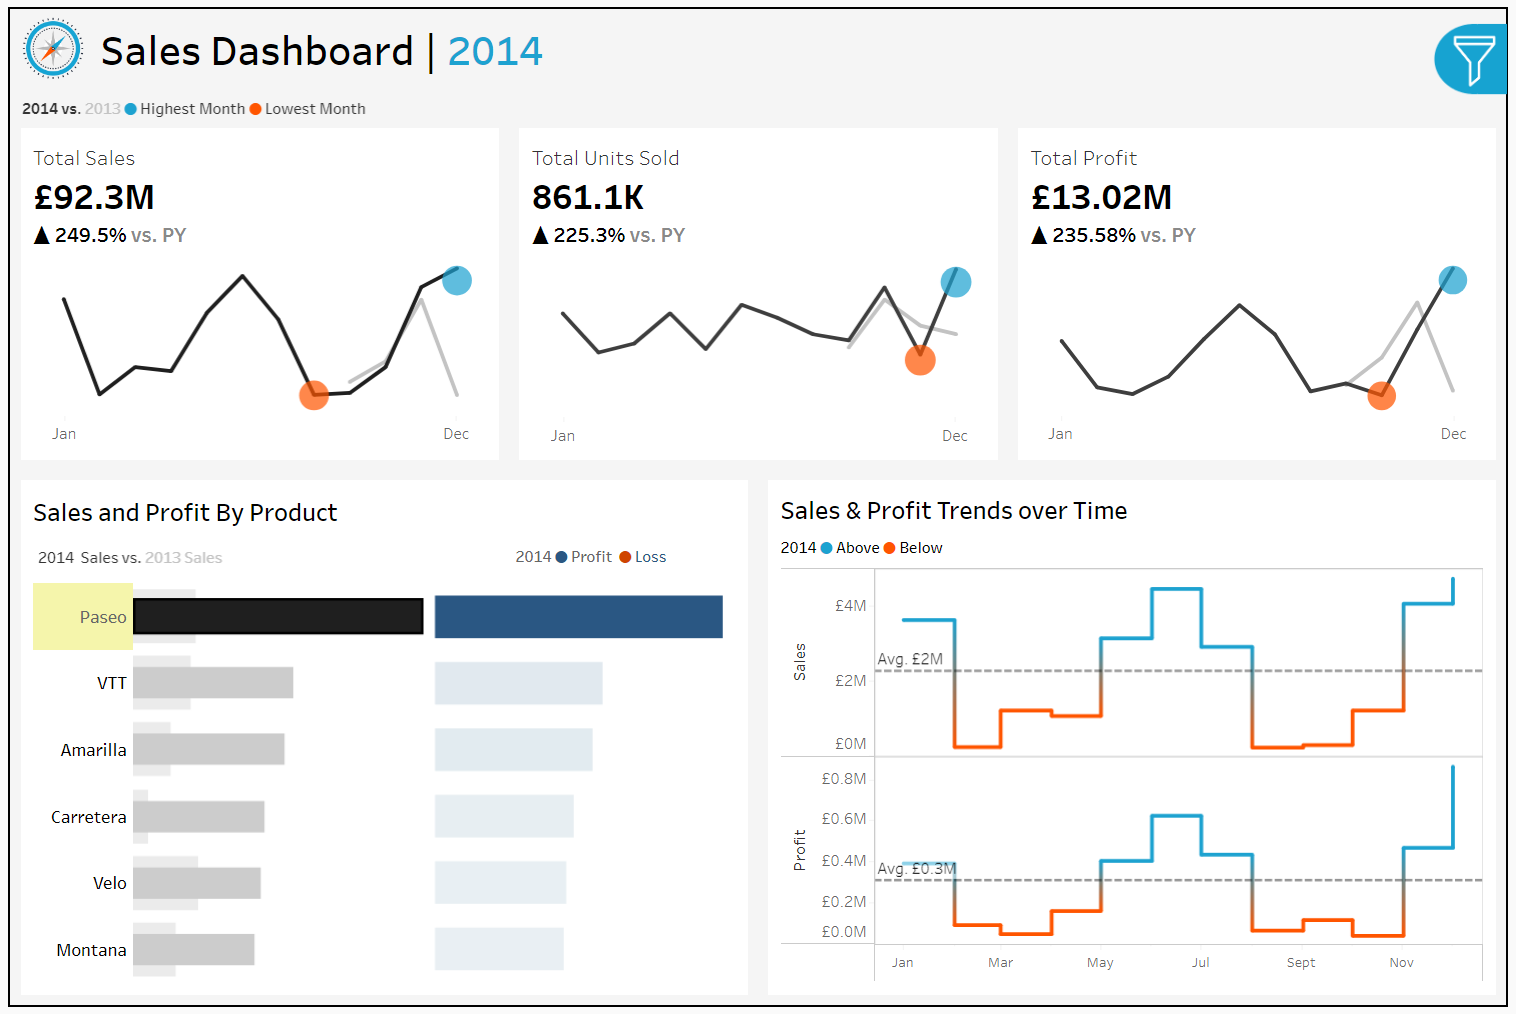 Sales Dashboard | 2014
2014 vs. 2013 Highest Month Lowest Month
Total Sales
£92.3M
▲ 249.5% vs. PY
Jan Dec
Total Units Sold
861.1K
▲ 225.3% vs. PY
Jan Dec
Total Profit
£13.02M
▲ 235.58% vs. PY
Jan Dec
Sales and Profit By Product
2014 Sales vs. 2013 Sales
2014 Profit Loss
Paseo
VTT
Amarilla
Carretera
Velo
Montana
Sales & Profit Trends over Time
2014 Above Below
Sales
£4M
£2M
£0M
Avg. £2M
Profit
£0.8M
£0.6M
£0.4M
£0.2M
£0.0M
Avg. £0.3M
Jan Mar May Jul Sept Nov